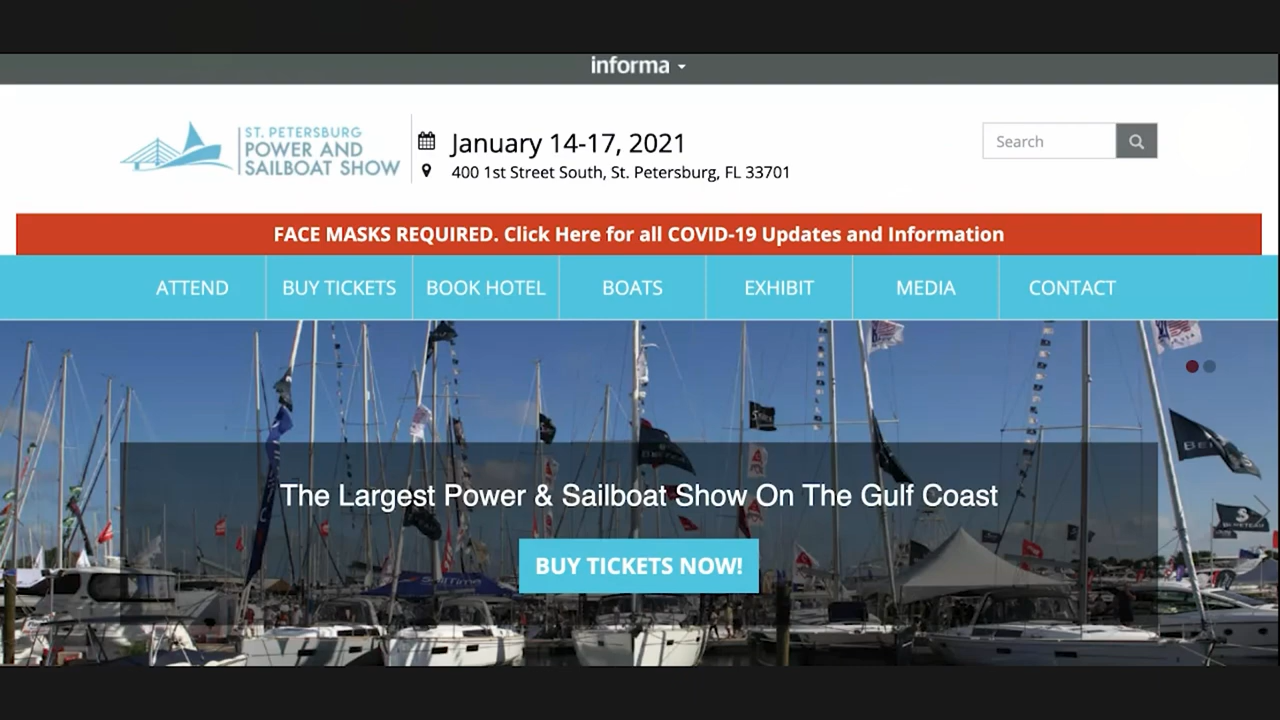 informa
ST. PETERSBURG
POWER AND
SAILBOAT SHOW
January 14-17, 2021
400 1st Street South, St. Petersburg, FL 33701
Search
FACE MASKS REQUIRED. Click Here for all COVID-19 Updates and Information
ATTEND
BUY TICKETS
BOOK HOTEL
BOATS
EXHIBIT
MEDIA
CONTACT
The Largest Power & Sailboat Show On The Gulf Coast
BUY TICKETS NOW!